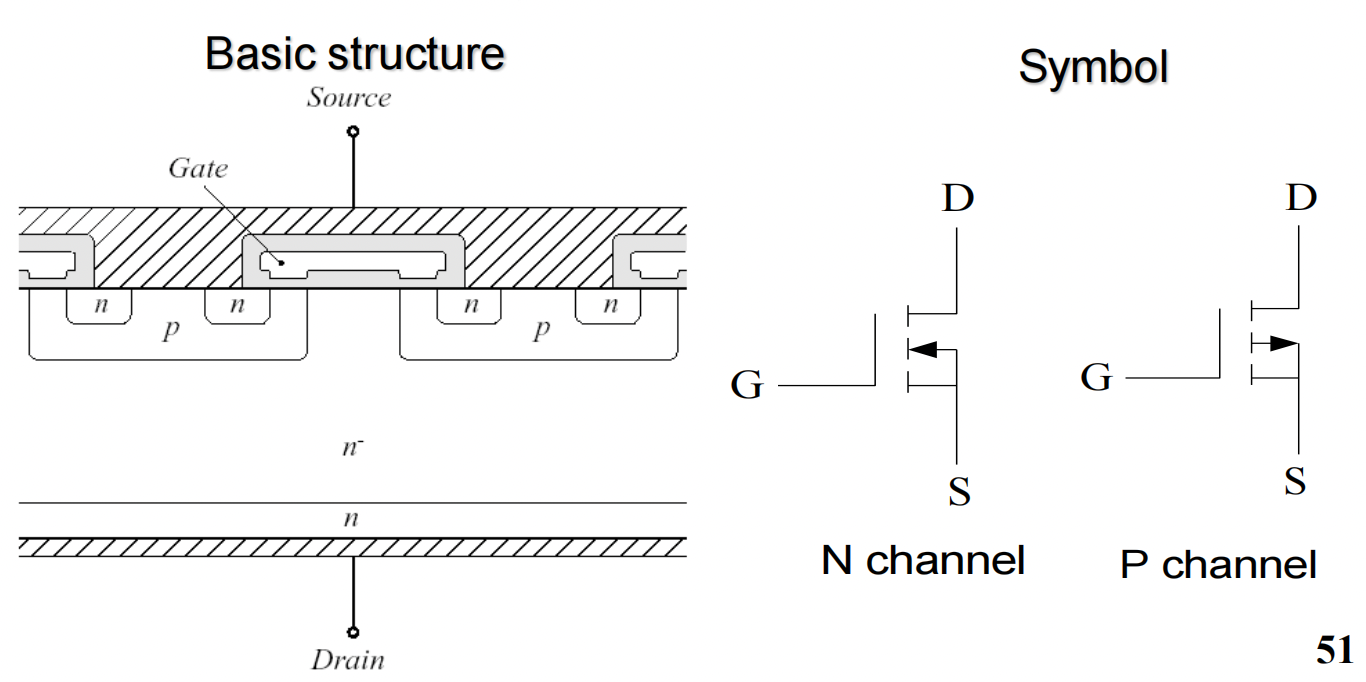 Basic structure
Source
Gate
n n n n
p p
n⁻
n
Drain
Symbol
D D
G G
S S
N channel P channel
51